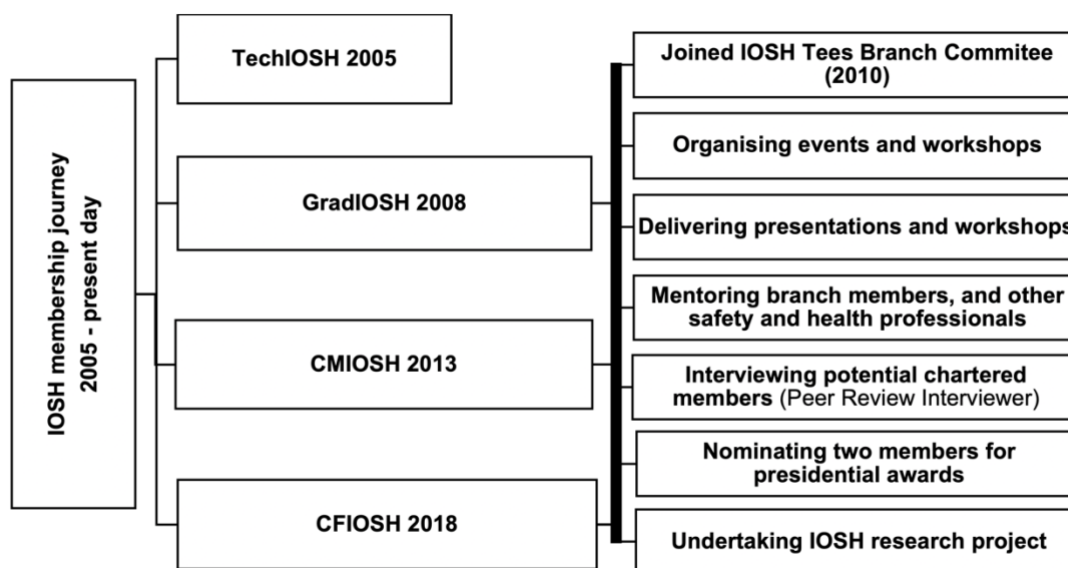 IOSH membership journey
2005 - present day
TechIOSH 2005
GradIOSH 2008
CMIOSH 2013
CFIOSH 2018
Joined IOSH Tees Branch Commitee
(2010)
Organising events and workshops
Delivering presentations and workshops
Mentoring branch members, and other
safety and health professionals
Interviewing potential chartered
members (Peer Review Interviewer)
Nominating two members for
presidential awards
Undertaking IOSH research project